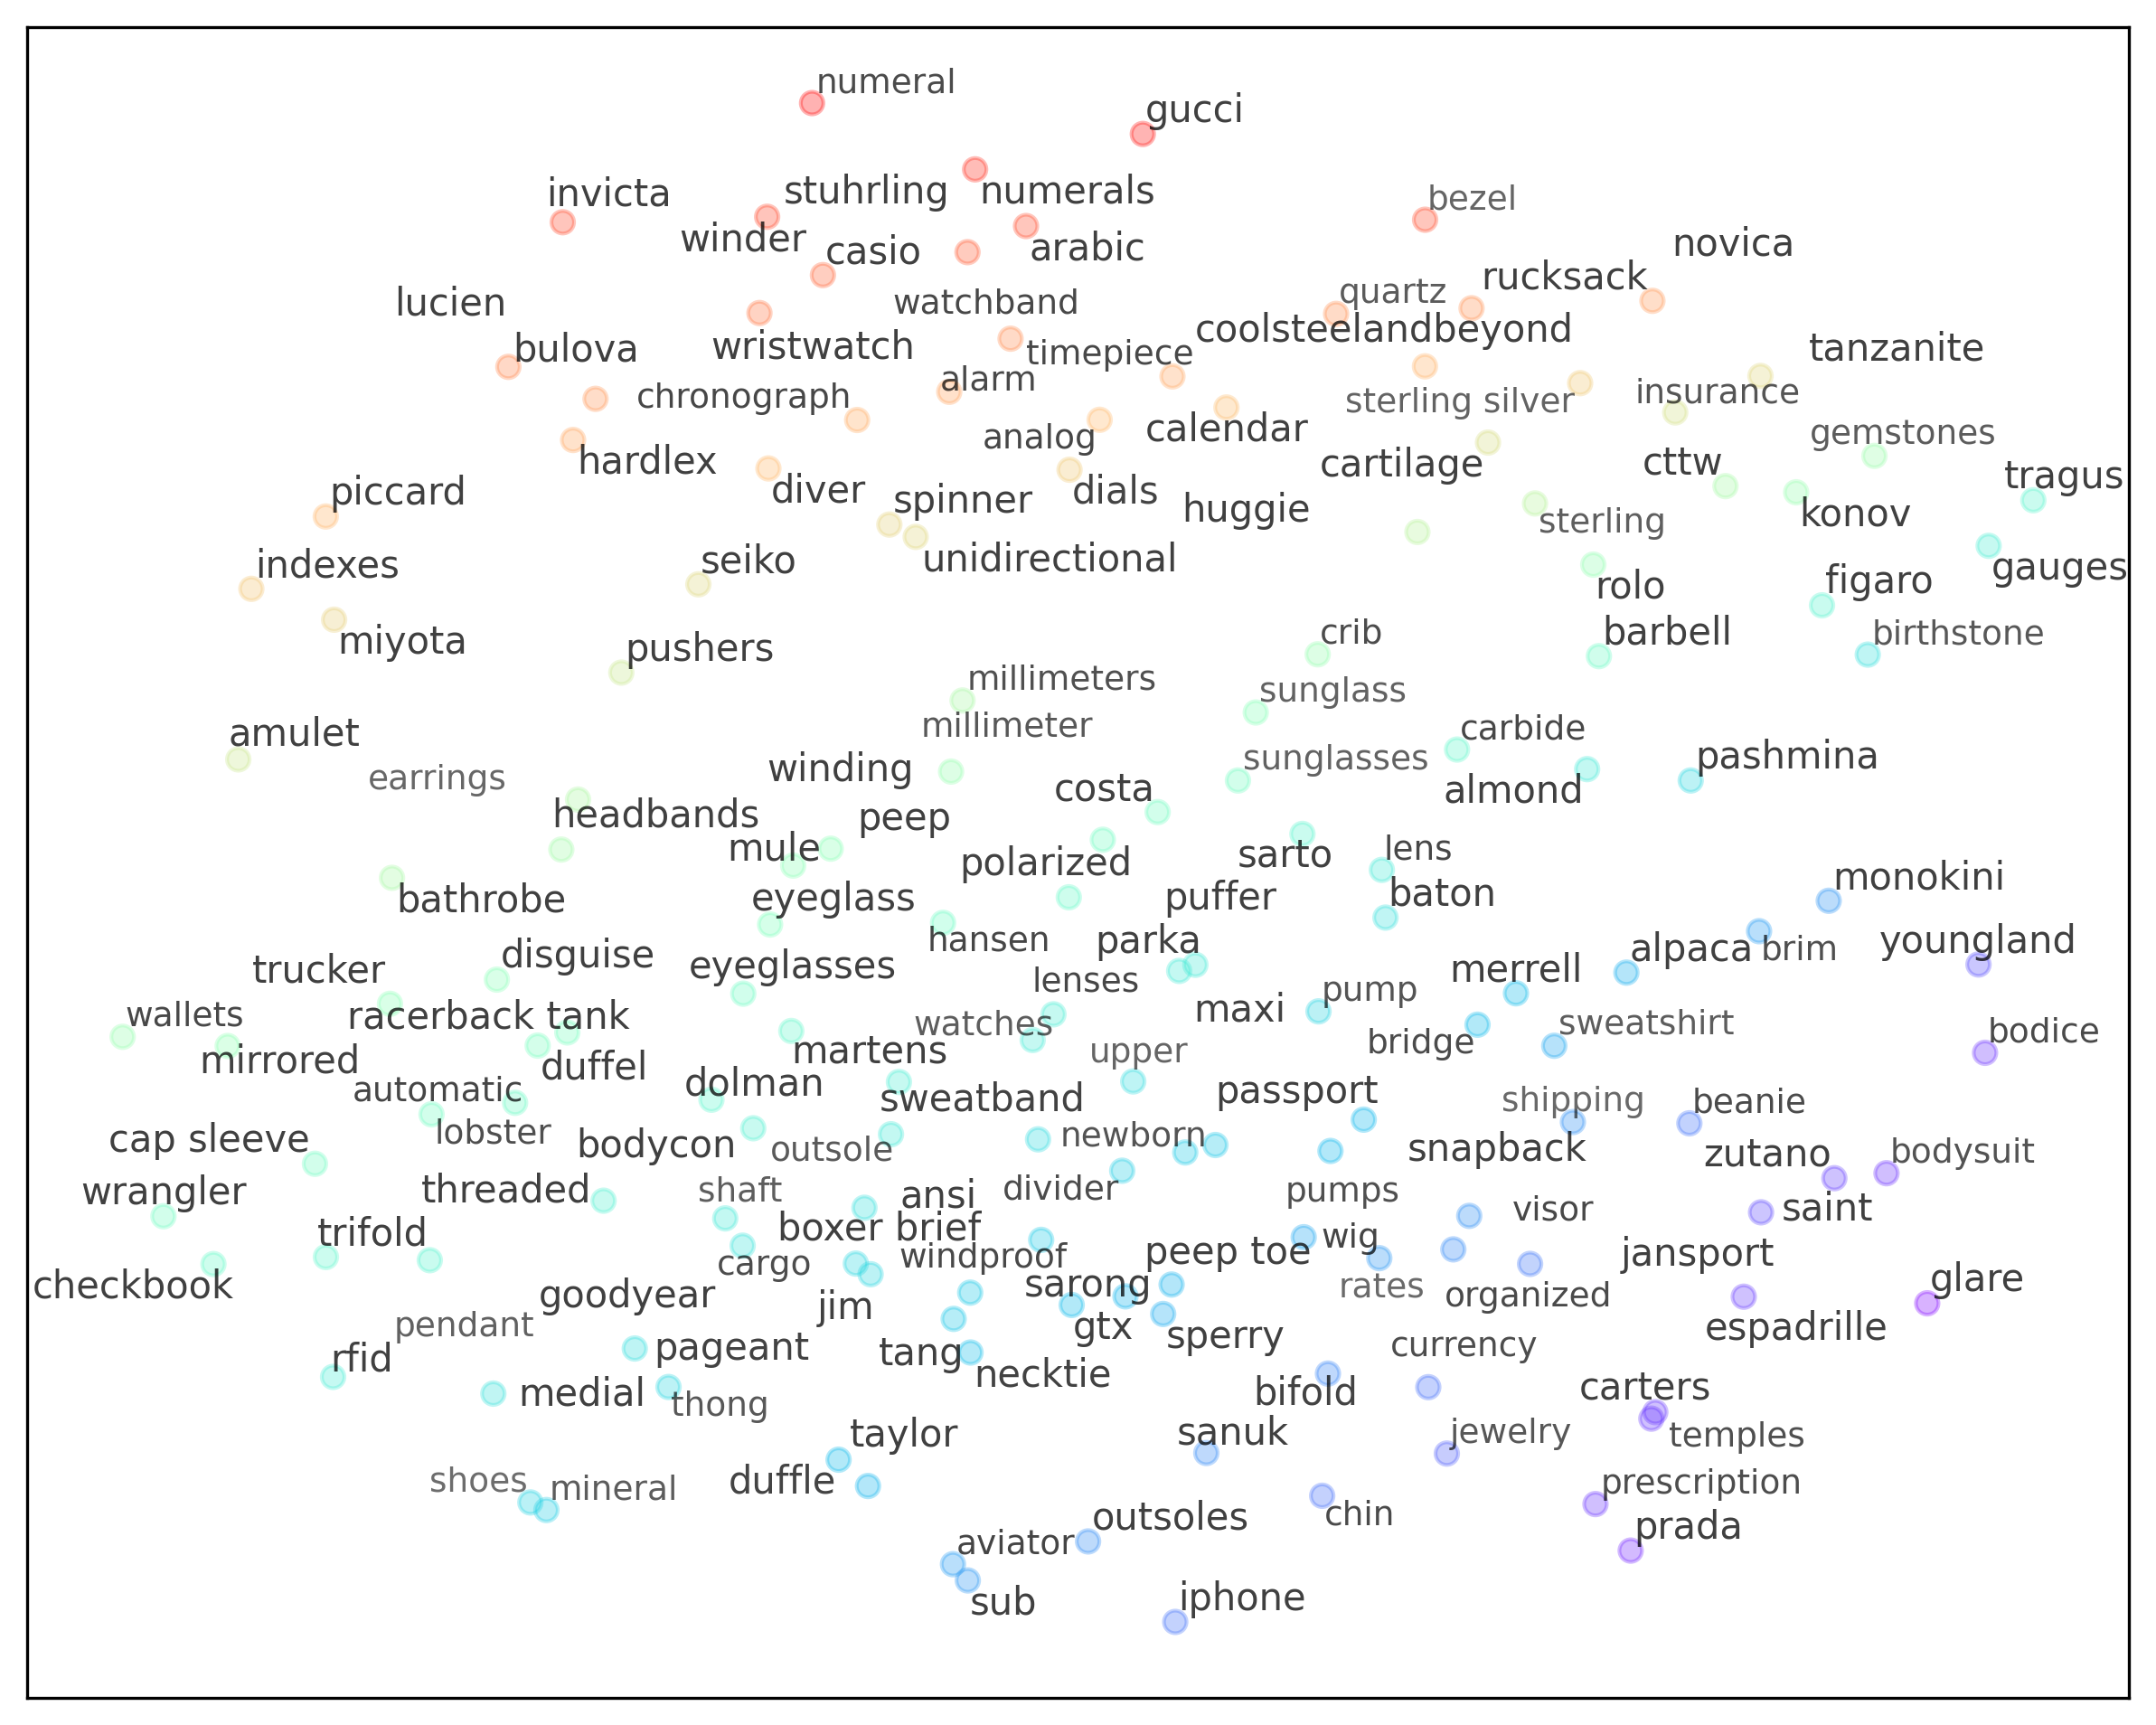 numeral
gucci
invicta
stuhrling
numerals
bezel
winder
casio
arabic
novica
lucien
watchband
quartz
rucksack
bulova
wristwatch
timepiece
coolsteelandbeyond
tanzanite
chronograph
alarm
sterling silver
insurance
hardlex
analog
calendar
cartilage
cttw
gemstones
tragus
piccard
diver
spinner
dials
huggie
sterling
konov
indexes
seiko
unidirectional
rolo
figaro
gauges
miyota
pushers
crib
barbell
birthstone
millimeters
sunglass
amulet
millimeter
carbide
pashmina
earrings
winding
costa
sunglasses
almond
headbands
mule
peep
polarized
sarto
lens
monokini
bathrobe
eyeglass
puffer
baton
trucker
disguise
eyeglasses
hansen
parka
merrell
alpaca
brim
youngland
wallets
racerback tank
lenses
maxi
pump
mirrored
duffel
martens
watches
upper
bridge
sweatshirt
bodice
automatic
dolman
sweatband
passport
shipping
beanie
cap sleeve
lobster
bodycon
outsole
newborn
snapback
zutano
bodysuit
wrangler
threaded
shaft
ansi
divider
pumps
visor
saint
trifold
cargo
boxer brief
windproof
peep toe
wig
jansport
checkbook
goodyear
jim
sarong
rates
organized
glare
pendant
gtx
sperry
currency
espadrille
rfid
pageant
tang
necktie
bifold
carters
medial
thong
taylor
sanuk
jewelry
temples
shoes
mineral
duffle
outsoles
chin
prescription
aviator
prada
sub
iphone